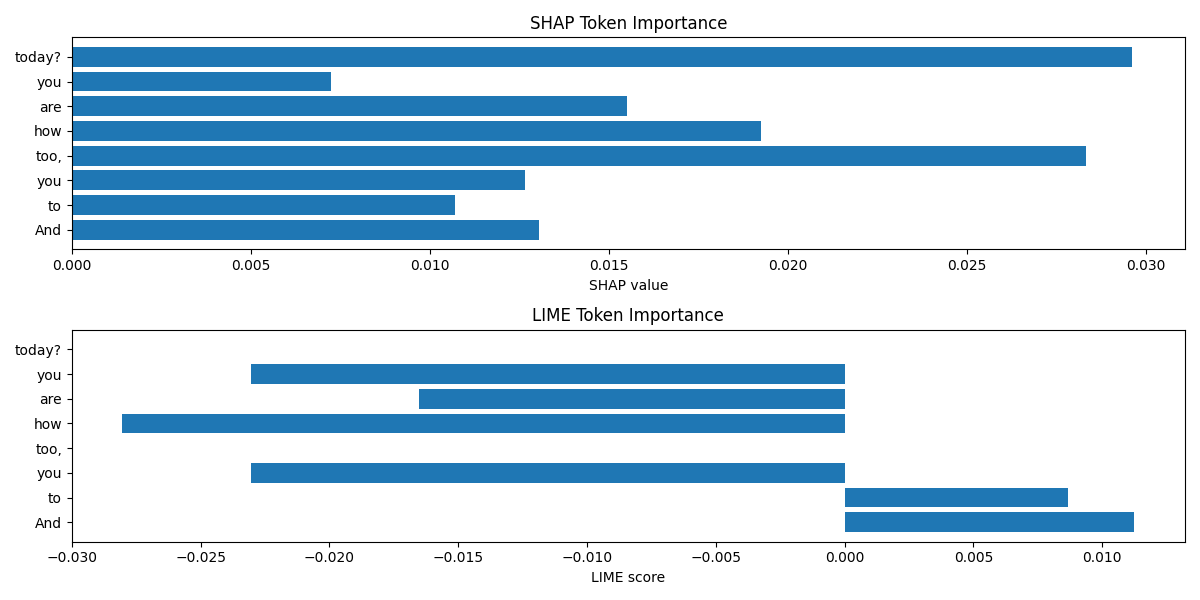 SHAP Token Importance
today?
you
are
how
too,
you
to
And
0.000 0.005 0.010 0.015 0.020 0.025 0.030
SHAP value
LIME Token Importance
today?
you
are
how
too,
you
to
And
−0.030 −0.025 −0.020 −0.015 −0.010 −0.005 0.000 0.005 0.010
LIME score